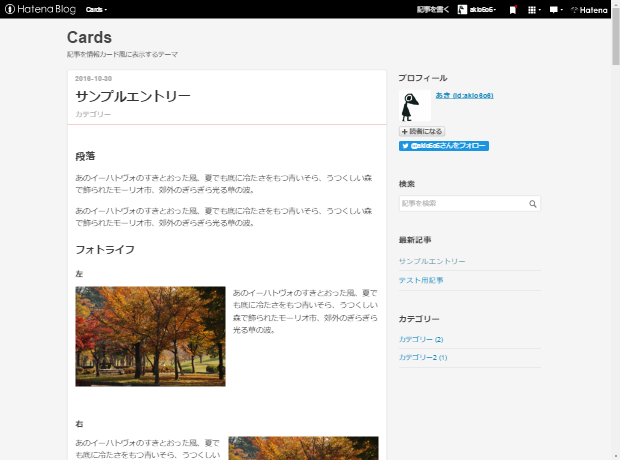 Hatena Blog
Cards
記事を書く
akio6o6
Hatena
Cards
記事を情報カード風に表示するテーマ
2016-10-30
サンプルエントリー
カテゴリー
段落
あのイーハトヴォのすきとおった風、夏でも底に冷たさをもつ青いそら、うつくしい森
で飾られたモーリオ市、郊外のぎらぎら光る草の波。
あのイーハトヴォのすきとおった風、夏でも底に冷たさをもつ青いそら、うつくしい森
で飾られたモーリオ市、郊外のぎらぎら光る草の波。
フォトライフ
左
あのイーハトヴォのすきとおった風、夏で
も底に冷たさをもつ青いそら、うつくしい
森で飾られたモーリオ市、郊外のぎらぎら
光る草の波。
右
あのイーハトヴォのすきとおった風、夏で
も底に冷たさをもつ青いそら、うつくしい
プロフィール
あき (id:akio6o6)
読者になる
@akio6o6さんをフォロー
検索
記事を検索
最新記事
サンプルエントリー
テスト用記事
カテゴリー
カテゴリー (2)
カテゴリー2 (1)